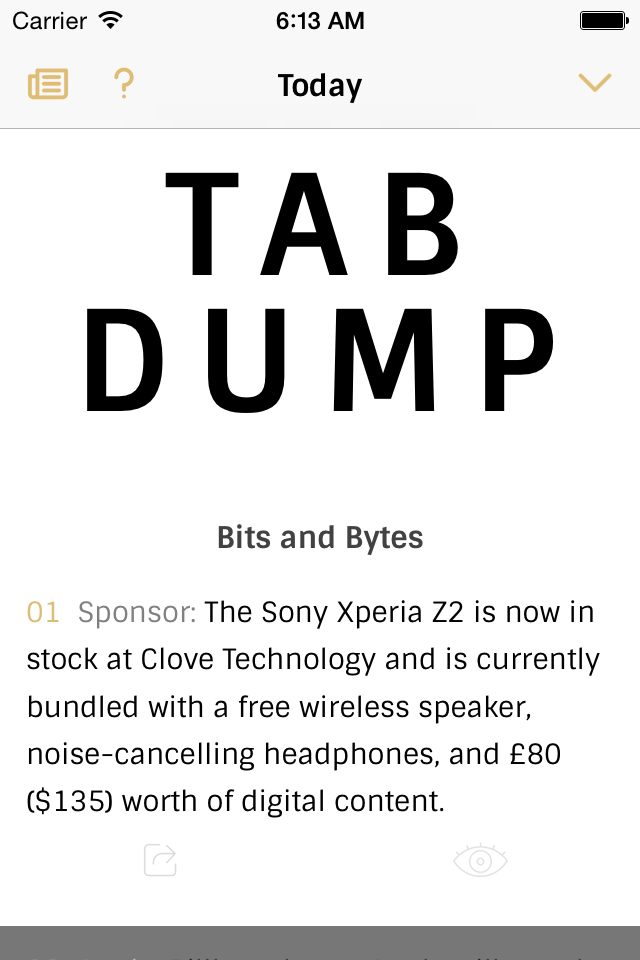 Carrier 6:13 AM
? Today
TAB
DUMP
Bits and Bytes
01 Sponsor: The Sony Xperia Z2 is now in
stock at Clove Technology and is currently
bundled with a free wireless speaker,
noise-cancelling headphones, and £80
($135) worth of digital content.